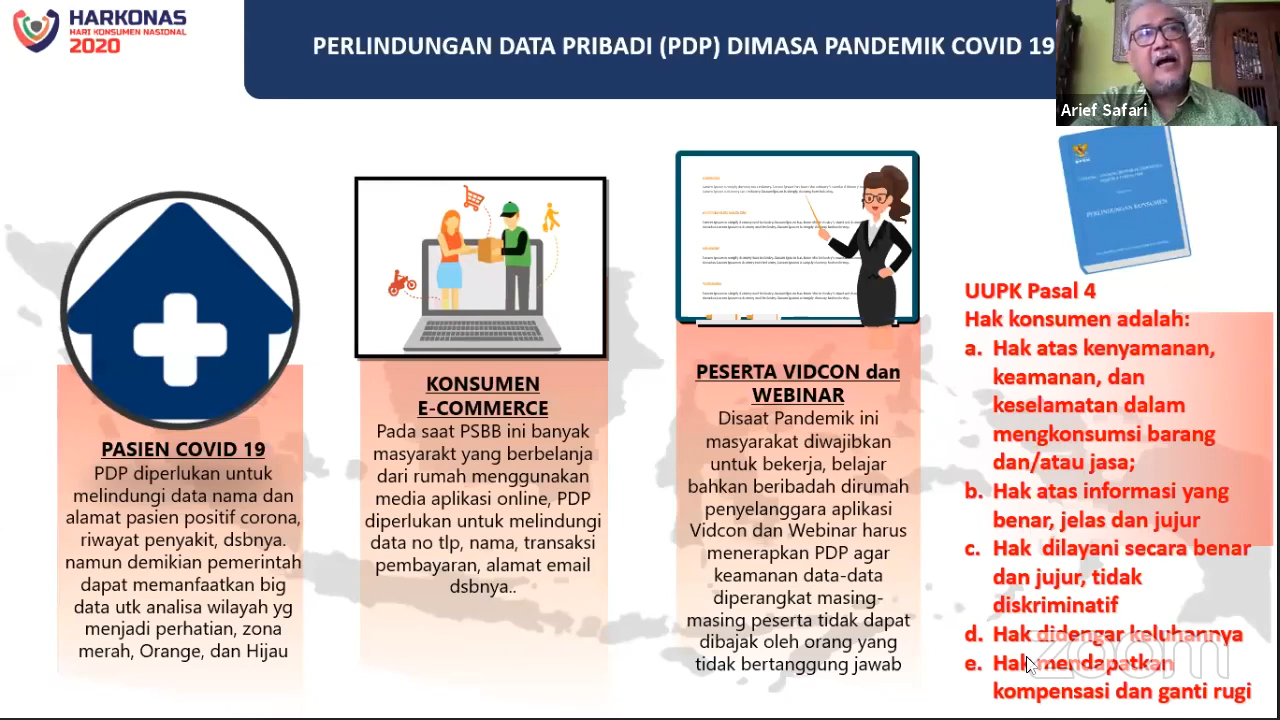 HARKONAS
HARI KONSUMEN NASIONAL
2020
PERLINDUNGAN DATA PRIBADI (PDP) DIMASA PANDEMIK COVID 19
Arief Safari
PASIEN COVID 19
PDP diperlukan untuk
melindungi data nama dan
alamat pasien positif corona,
riwayat penyakit, dsbnya.
namun demikian pemerintah
dapat memanfaatkan big
data utk analisa wilayah yg
menjadi perhatian, zona
merah, Orange, dan Hijau
KONSUMEN
E-COMMERCE
Pada saat PSBB ini banyak
masyarakt yang berbelanja
dari rumah menggunakan
media aplikasi online, PDP
diperlukan untuk melindungi
data no tlp, nama, transaksi
pembayaran, alamat email
dsbnya..
PESERTA VIDCON dan
WEBINAR
Disaat Pandemik ini
masyarakat diwajibkan
untuk bekerja, belajar
bahkan beribadah dirumah
penyelanggara aplikasi
Vidcon dan Webinar harus
menerapkan PDP agar
keamanan data-data
diperangkat masing-
masing peserta tidak dapat
dibajak oleh orang yang
tidak bertanggung jawab
PERLINDUNGAN KONSUMEN
UUPK Pasal 4
Hak konsumen adalah:
a. Hak atas kenyamanan,
keamanan, dan
keselamatan dalam
mengkonsumsi barang
dan/atau jasa;
b. Hak atas informasi yang
benar, jelas dan jujur
c. Hak dilayani secara benar
dan jujur, tidak
diskriminatif
d. Hak didengar keluhannya
e. Hak mendapatkan
kompensasi dan ganti rugi
zoom